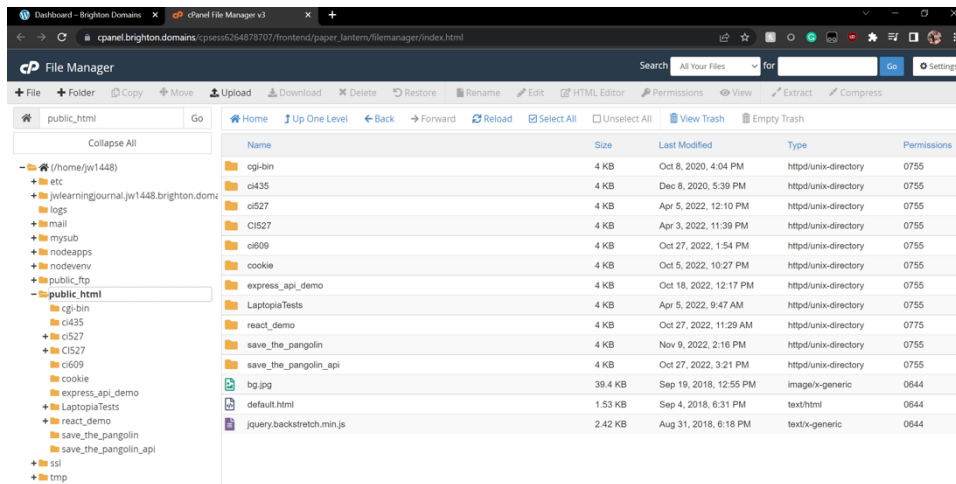 Dashboard – Brighton Domains
cPanel File Manager v3
cpanel.brighton.domains/cpsess6264878707/frontend/paper_lantern/filemanager/index.html
cP File Manager
Search All Your Files for Go Settings
+ File + Folder Copy Move Upload Download Delete Restore Rename Edit HTML Editor Permissions View Extract Compress
public_html Go
Home Up One Level Back Forward Reload Select All Unselect All View Trash Empty Trash
Collapse All
(/home/jw1448)
etc
jwlearningjournal.jw1448.brighton.doma
logs
mail
mysub
nodeapps
nodevenv
public_ftp
public_html
cgi-bin
ci435
ci527
CI527
ci609
cookie
express_api_demo
LaptopiaTests
react_demo
save_the_pangolin
save_the_pangolin_api
ssl
tmp
Name Size Last Modified Type Permissions
cgi-bin 4 KB Oct 8, 2020, 4:04 PM httpd/unix-directory 0755
ci435 4 KB Dec 8, 2020, 5:39 PM httpd/unix-directory 0755
ci527 4 KB Apr 5, 2022, 12:10 PM httpd/unix-directory 0755
CI527 4 KB Apr 3, 2022, 11:39 PM httpd/unix-directory 0755
ci609 4 KB Oct 27, 2022, 1:54 PM httpd/unix-directory 0755
cookie 4 KB Oct 5, 2022, 10:27 PM httpd/unix-directory 0755
express_api_demo 4 KB Oct 18, 2022, 12:17 PM httpd/unix-directory 0755
LaptopiaTests 4 KB Apr 5, 2022, 9:47 AM httpd/unix-directory 0755
react_demo 4 KB Oct 27, 2022, 11:29 AM httpd/unix-directory 0775
save_the_pangolin 4 KB Nov 9, 2022, 2:16 PM httpd/unix-directory 0755
save_the_pangolin_api 4 KB Oct 27, 2022, 3:21 PM httpd/unix-directory 0755
bg.jpg 39.4 KB Sep 19, 2018, 12:55 PM image/x-generic 0644
default.html 1.53 KB Sep 4, 2018, 6:31 PM text/html 0644
jquery.backstretch.min.js 2.42 KB Aug 31, 2018, 6:18 PM text/x-generic 0644